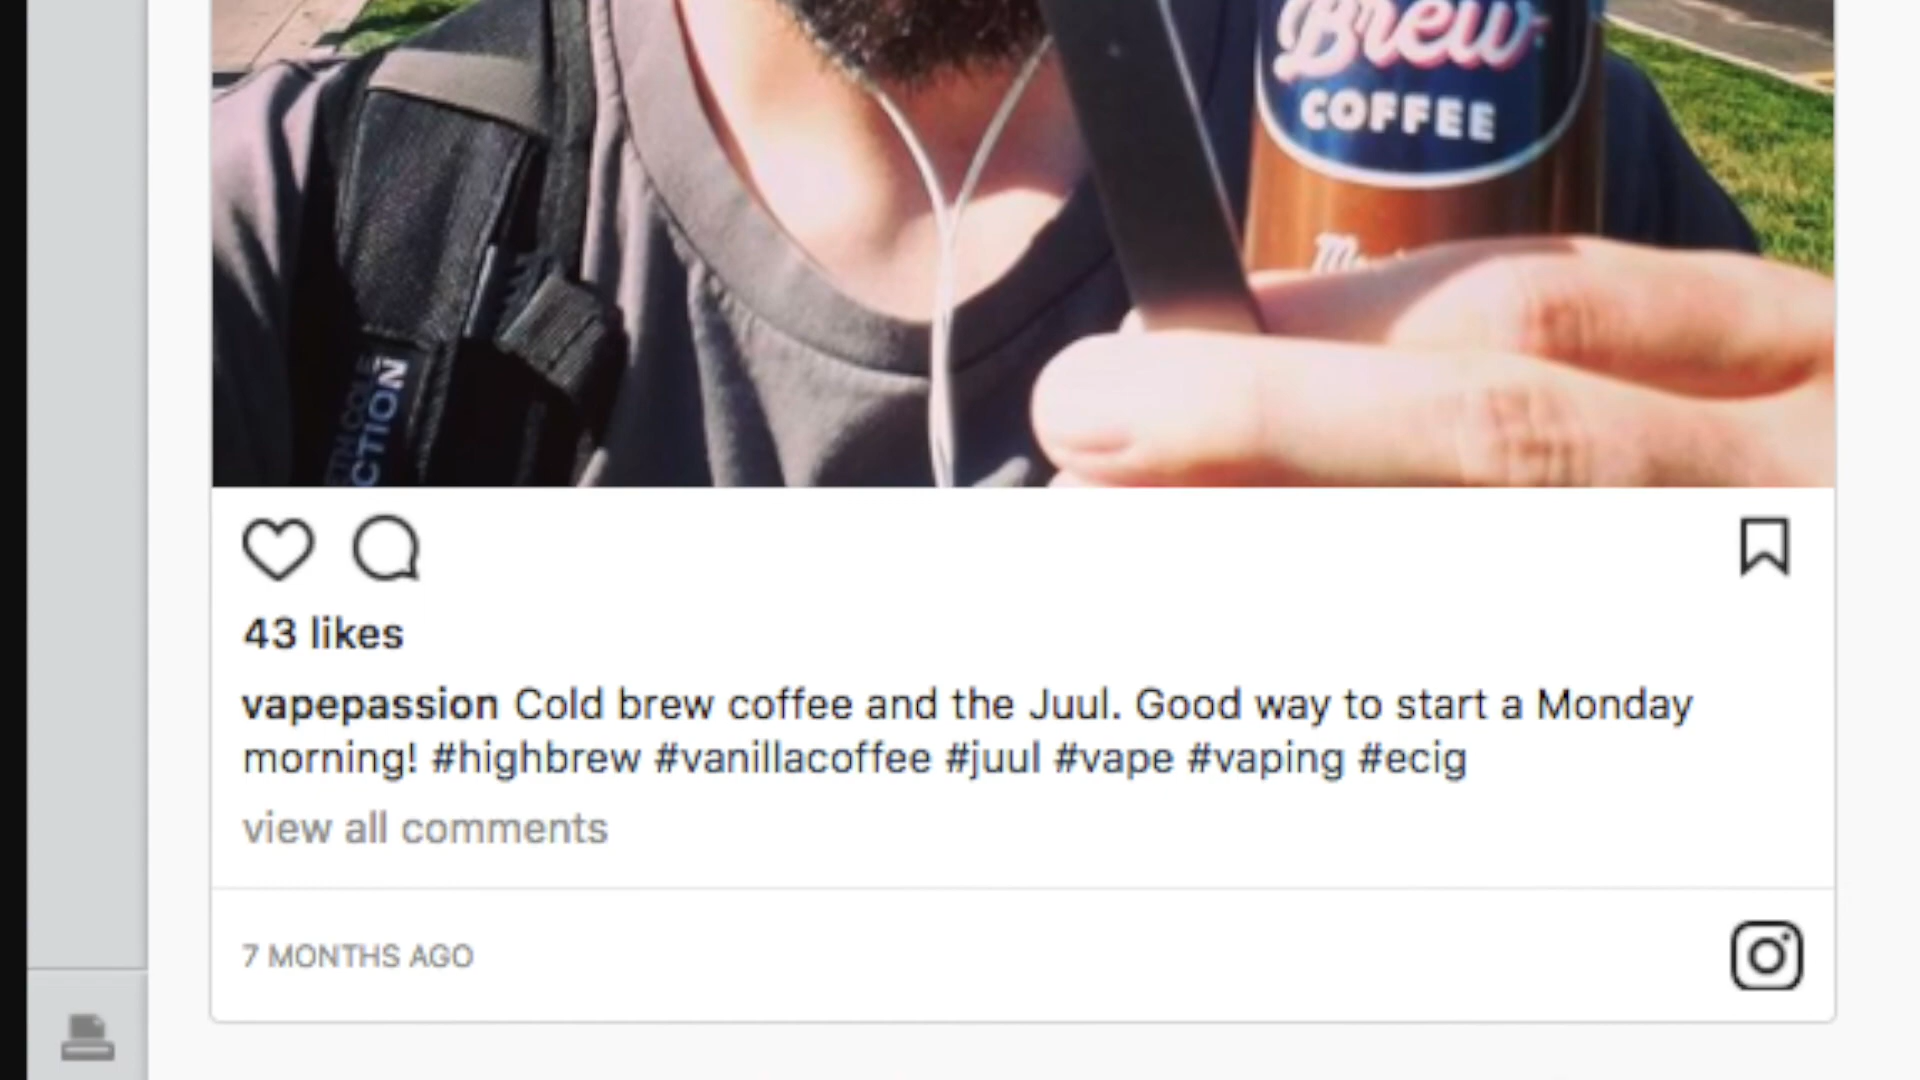 Brew
COFFEE
CTION
43 likes
vapepassion Cold brew coffee and the Juul. Good way to start a Monday
morning! #highbrew #vanillacoffee #juul #vape #vaping #ecig
view all comments
7 MONTHS AGO